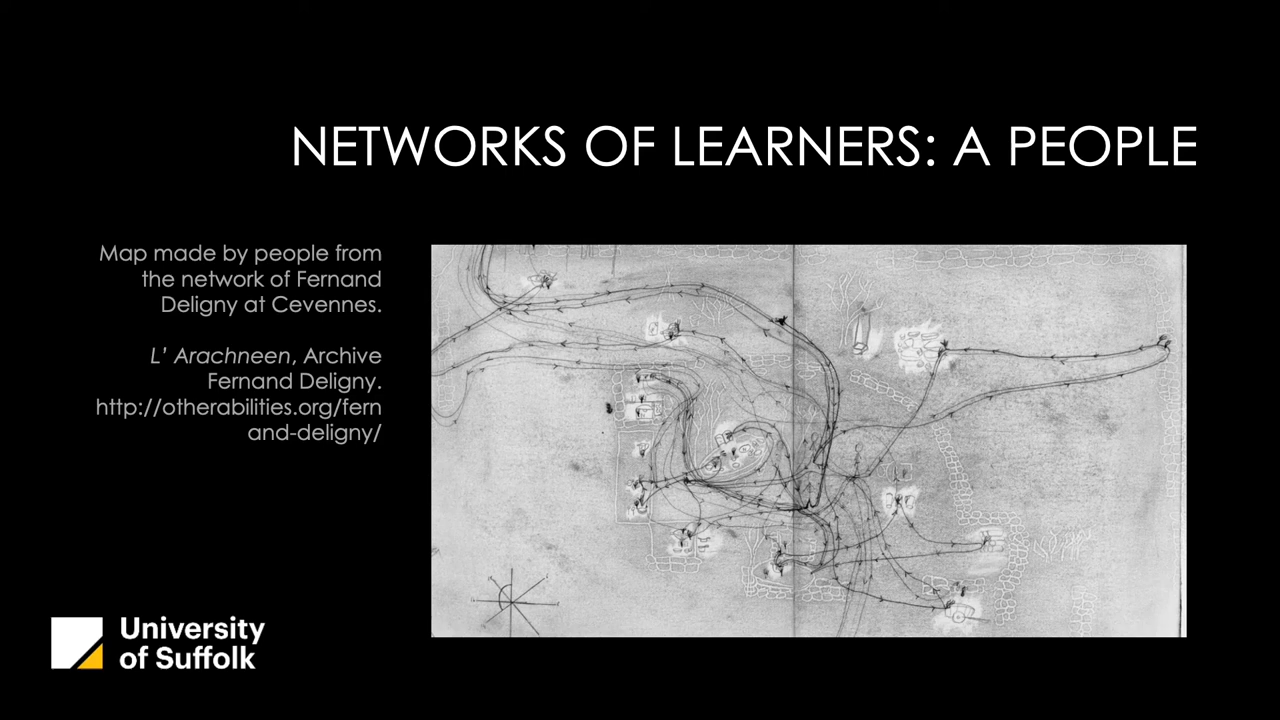 NETWORKS OF LEARNERS: A PEOPLE
Map made by people from
the network of Fernand
Deligny at Cevennes.
L' Arachneen, Archive
Fernand Deligny.
http://otherabilities.org/fern
and-deligny/
University
of Suffolk